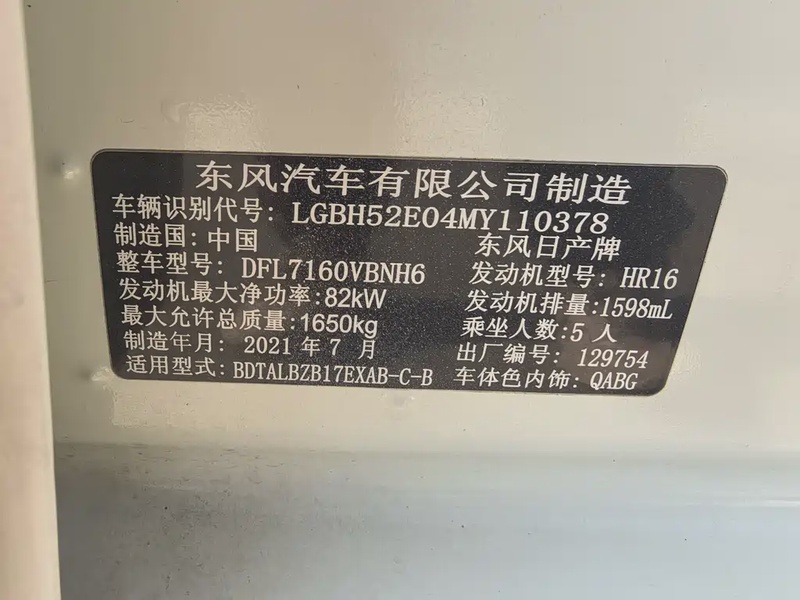 东风汽车有限公司制造
车辆识别代号: LGBH52E04MY110378
制造国: 中国 东风日产牌
整车型号: DFL7160VBNH6 发动机型号: HR16
发动机最大净功率: 82kW 发动机排量: 1598mL
最大允许总质量: 1650kg 乘坐人数: 5 人
制造年月: 2021 年 7 月 出厂编号: 129754
适用型式: BDTALBZB17EXAB-C-B 车体色内饰: QABG